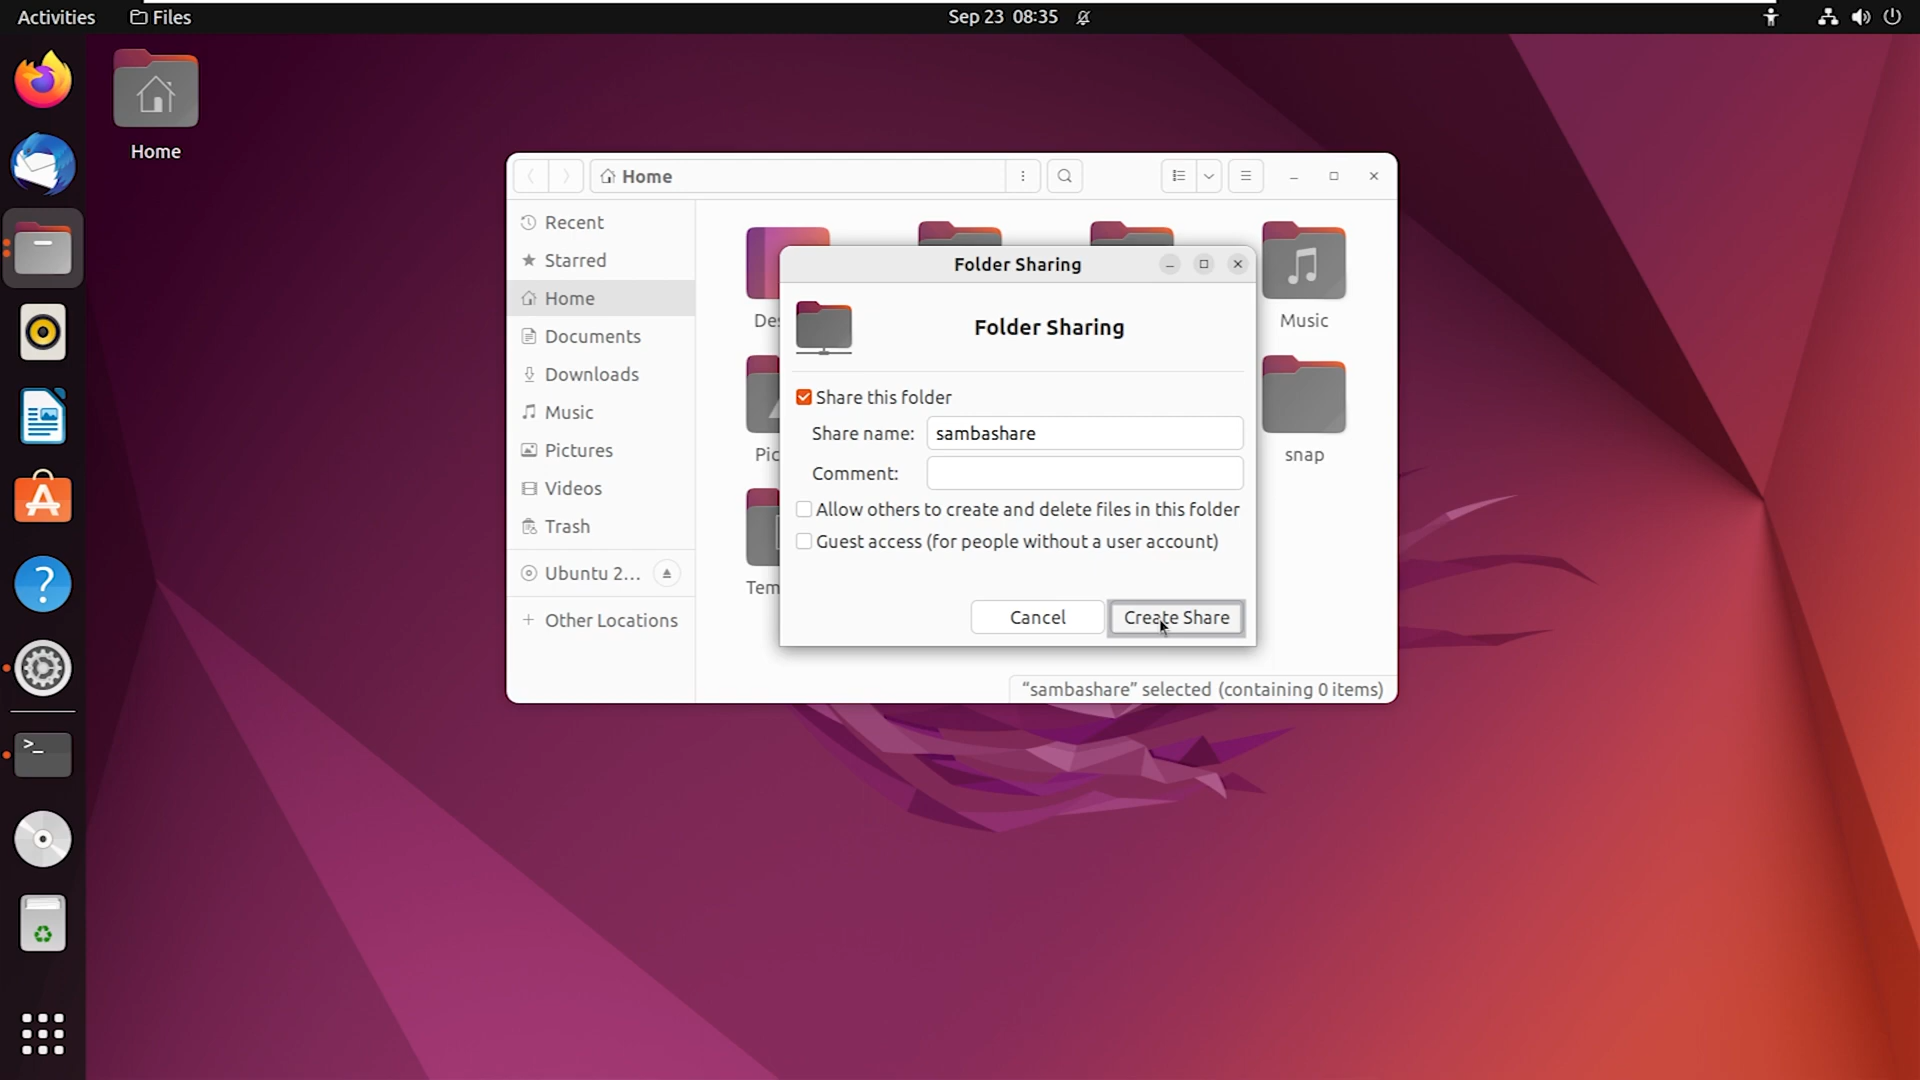 Activities
Files
Sep 23 08:35
Home
Home
Recent
Starred
Home
Documents
Downloads
Music
Pictures
Videos
Trash
Ubuntu 2...
+ Other Locations
Des
Music
Pic
snap
Tem
Folder Sharing
Folder Sharing
Share this folder
Share name: sambashare
Comment:
Allow others to create and delete files in this folder
Guest access (for people without a user account)
Cancel
Create Share
“sambashare” selected (containing 0 items)